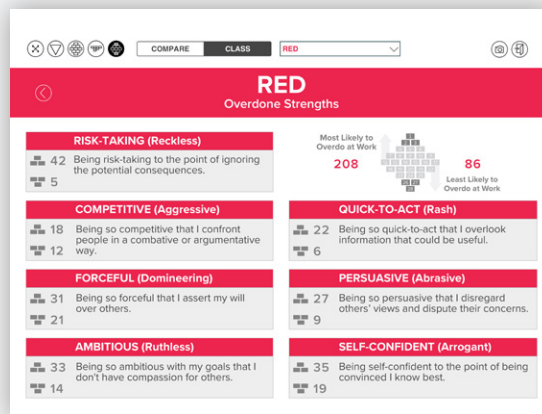 COMPARE CLASS RED
RED
Overdone Strengths
RISK-TAKING (Reckless)
42 Being risk-taking to the point of ignoring
the potential consequences.
5
Most Likely to
Overdo at Work
208
86
Least Likely to
Overdo at Work
COMPETITIVE (Aggressive)
18 Being so competitive that I confront
people in a combative or argumentative
12 way.
QUICK-TO-ACT (Rash)
22 Being so quick-to-act that I overlook
information that could be useful.
6
FORCEFUL (Domineering)
31 Being so forceful that I assert my will
over others.
21
PERSUASIVE (Abrasive)
27 Being so persuasive that I disregard
others' views and dispute their concerns.
9
AMBITIOUS (Ruthless)
33 Being so ambitious with my goals that I
don't have compassion for others.
14
SELF-CONFIDENT (Arrogant)
35 Being self-confident to the point of being
convinced I know best.
19